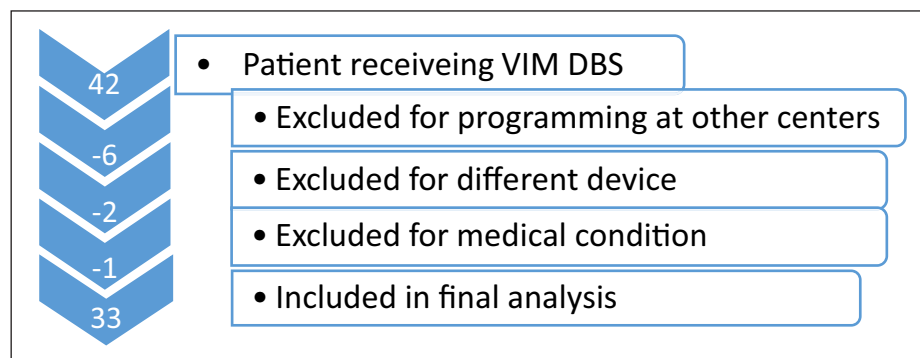 42
• Patient receiveing VIM DBS
-6
• Excluded for programming at other centers
-2
• Excluded for different device
-1
• Excluded for medical condition
33
• Included in final analysis